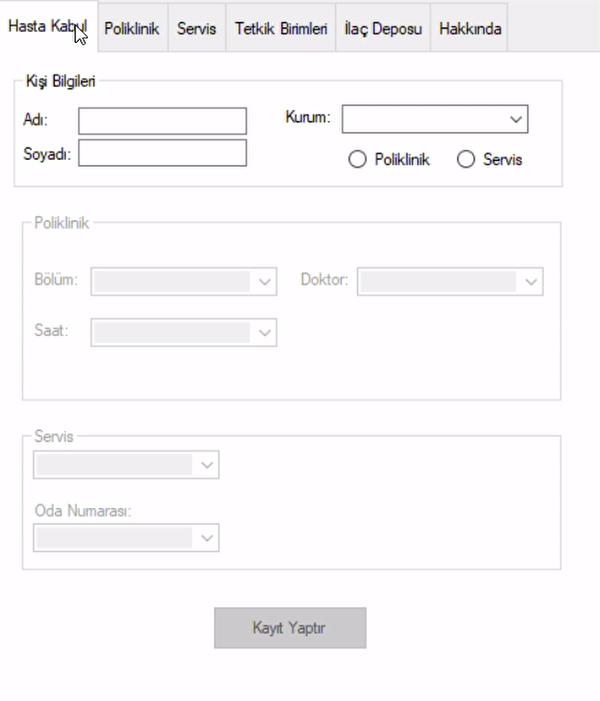 Hasta Kabul Poliklinik Servis Tetkik Birimleri İlaç Deposu Hakkında
Kişi Bilgileri
Adı: Kurum:
Soyadı: Poliklinik Servis
Poliklinik
Bölüm: Doktor:
Saat:
Servis
Oda Numarası:
Kayıt Yaptır